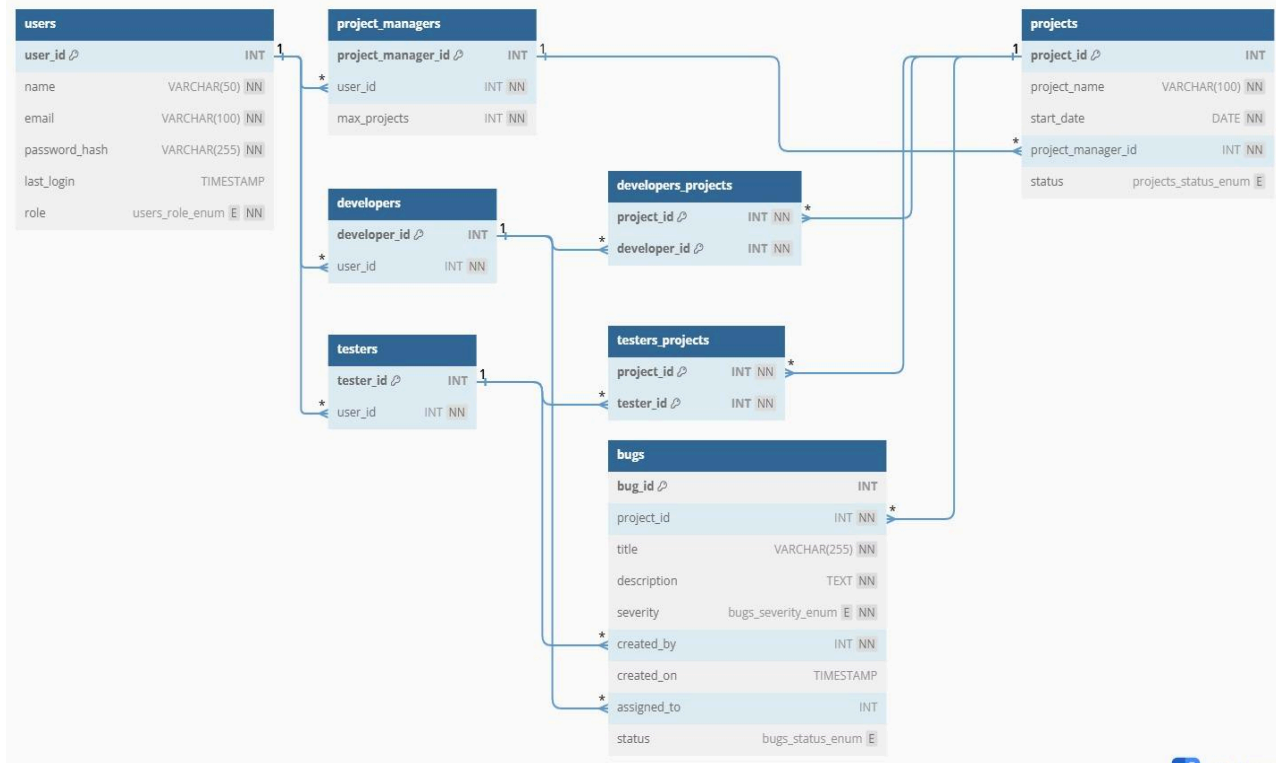 users
user_id INT
name VARCHAR(50) NN
email VARCHAR(100) NN
password_hash VARCHAR(255) NN
last_login TIMESTAMP
role users_role_enum E NN
1
project_managers
project_manager_id INT
user_id INT NN
max_projects INT NN
*
1
developers
developer_id INT
user_id INT NN
*
1
testers
tester_id INT
user_id INT NN
*
1
developers_projects
project_id INT NN
developer_id INT NN
*
*
testers_projects
project_id INT NN
tester_id INT NN
*
*
bugs
bug_id INT
project_id INT NN
title VARCHAR(255) NN
description TEXT NN
severity bugs_severity_enum E NN
created_by INT NN
created_on TIMESTAMP
assigned_to INT
status bugs_status_enum E
*
*
*
projects
project_id INT
project_name VARCHAR(100) NN
start_date DATE NN
project_manager_id INT NN
status projects_status_enum E
1
*